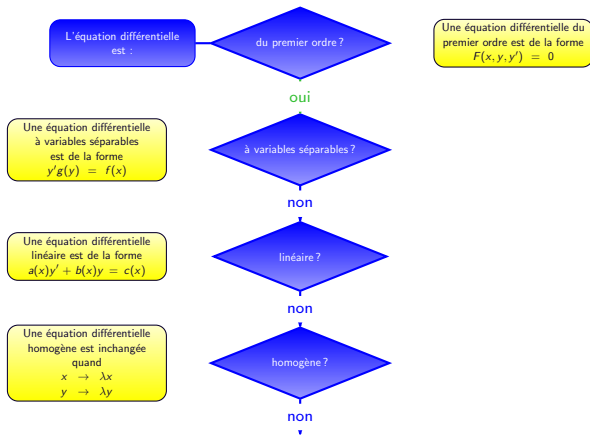 L'équation différentielle
est :
du premier ordre ?
Une équation différentielle du
premier ordre est de la forme
F(x, y, y′) = 0
oui
Une équation différentielle
à variables séparables
est de la forme
y′g(y) = f(x)
à variables séparables ?
non
Une équation différentielle
linéaire est de la forme
a(x)y′ + b(x)y = c(x)
linéaire ?
non
Une équation différentielle
homogène est inchangée
quand
x → λx
y → λy
homogène ?
non